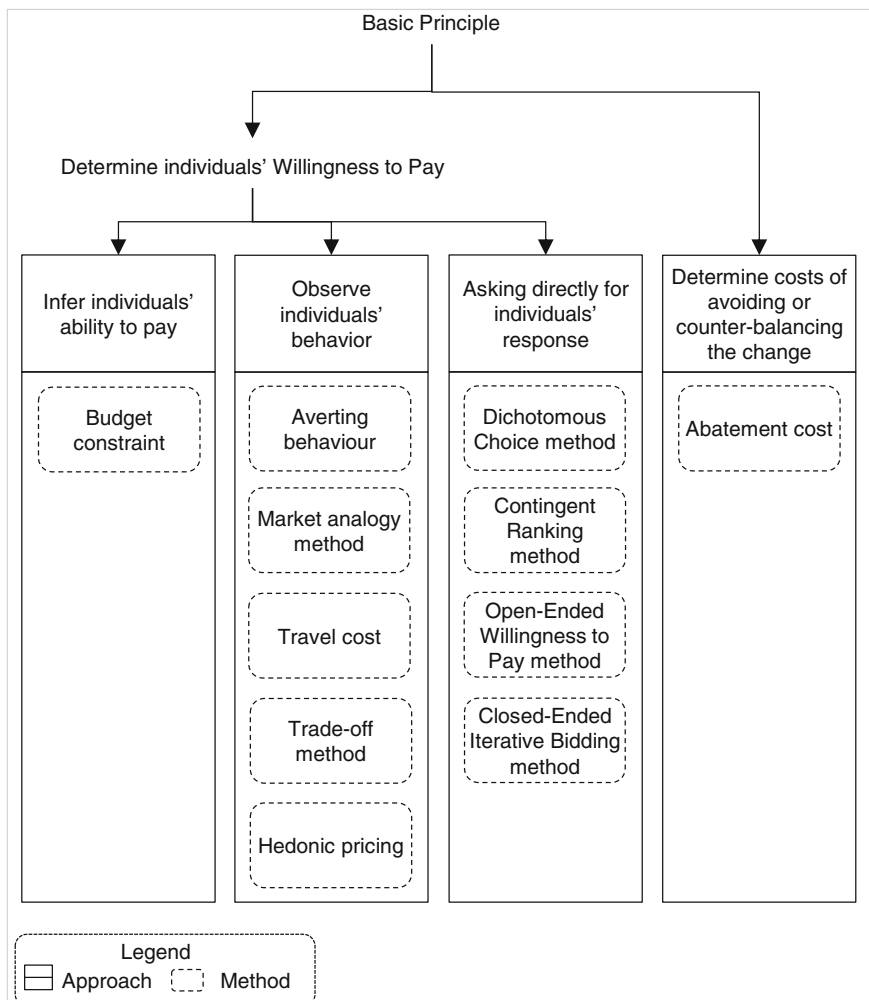 Basic Principle
Determine individuals’ Willingness to Pay
Infer individuals’
ability to pay
Observe
individuals’
behavior
Asking directly for
individuals’
response
Determine costs of
avoiding or
counter-balancing
the change
Budget
constraint
Averting
behaviour
Market analogy
method
Travel cost
Trade-off
method
Hedonic pricing
Dichotomous
Choice method
Contingent
Ranking
method
Open-Ended
Willingness to
Pay method
Closed-Ended
Iterative Bidding
method
Abatement cost
Legend
Approach
Method